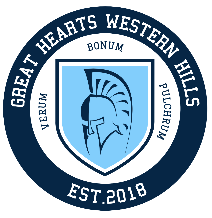 GREAT HEARTS WESTERN HILLS
VERUM
BONUM
PULCHRUM
EST.2018